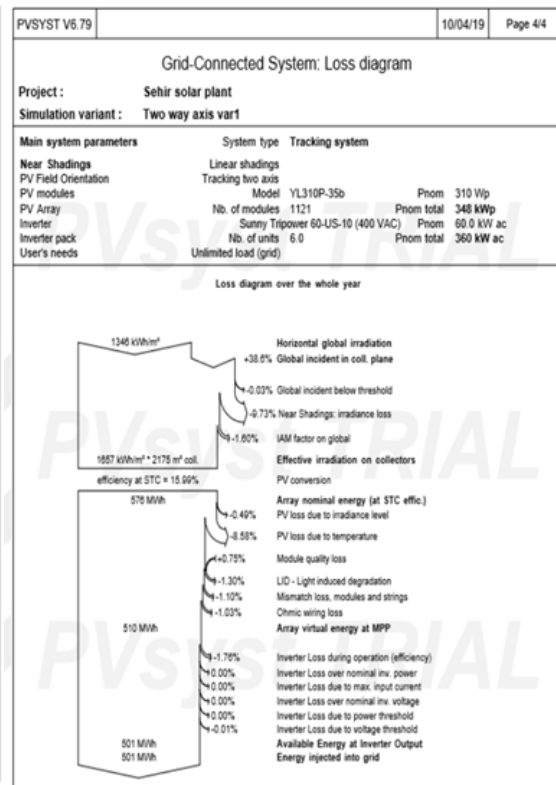 PVSYST V6.79 10/04/19 Page 4/4
Grid-Connected System: Loss diagram
Project : Sehir solar plant
Simulation variant : Two way axis var1
Main system parameters System type Tracking system
Near Shadings Linear shadings
PV Field Orientation Tracking two axis
PV modules Model YL310P-35b Pnom 310 Wp
PV Array Nb. of modules 1121 Pnom total 348 kWp
Inverter Sunny Tripower 60-US-10 (400 VAC) Pnom 60.0 kW ac
Inverter pack Nb. of units 6.0 Pnom total 360 kW ac
User's needs Unlimited load (grid)
PVsyst TRIAL
Loss diagram over the whole year
1346 kWh/m² Horizontal global irradiation
+38.6% Global incident in coll. plane
-0.03% Global incident below threshold
-9.73% Near Shadings: irradiance loss
-1.60% IAM factor on global
PVsyst TRIAL
1657 kWh/m² * 2175 m² coll. Effective irradiation on collectors
efficiency at STC = 15.99% PV conversion
576 MWh Array nominal energy (at STC effic.)
-0.49% PV loss due to irradiance level
-8.58% PV loss due to temperature
+0.75% Module quality loss
-1.30% LID - Light induced degradation
-1.10% Mismatch loss, modules and strings
-1.03% Ohmic wiring loss
510 MWh Array virtual energy at MPP
PVsyst TRIAL
-1.76% Inverter Loss during operation (efficiency)
0.00% Inverter Loss over nominal inv. power
0.00% Inverter Loss due to max. input current
0.00% Inverter Loss over nominal inv. voltage
0.00% Inverter Loss due to power threshold
-0.01% Inverter Loss due to voltage threshold
501 MWh Available Energy at Inverter Output
501 MWh Energy injected into grid